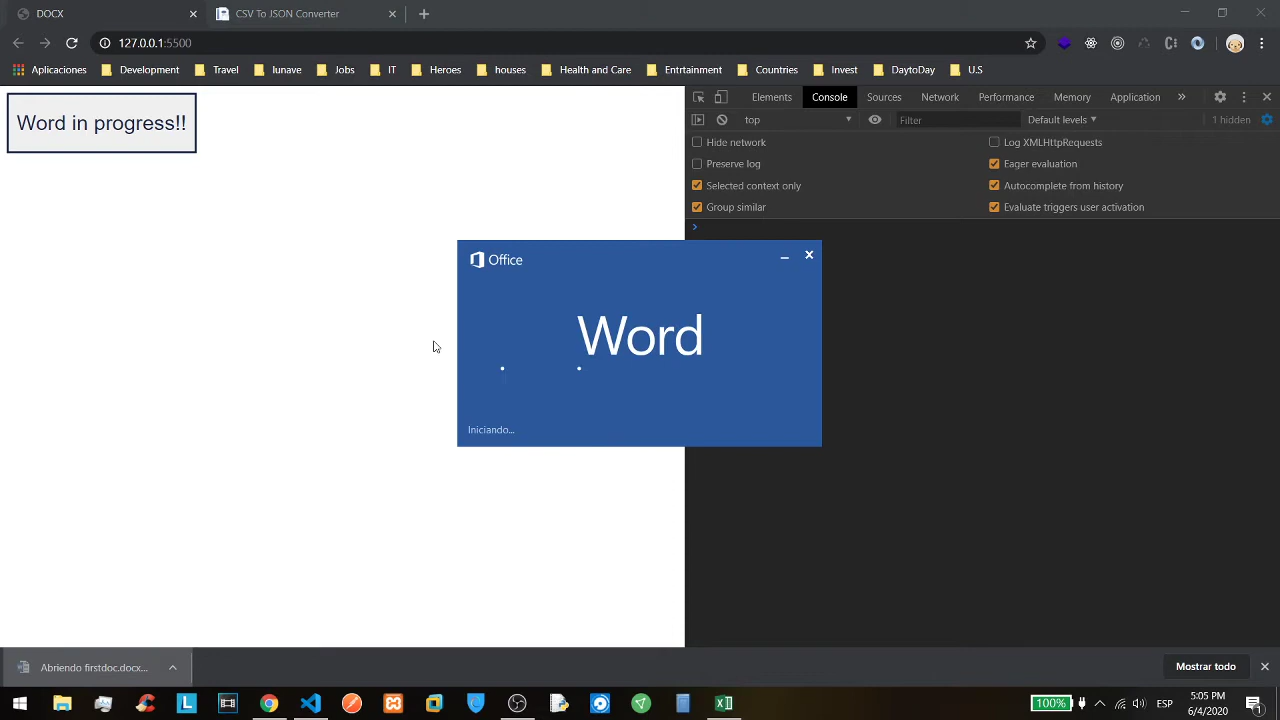 DOCX
CSV To JSON Converter
127.0.0.1:5500
Aplicaciones Development Travel lunave Jobs IT Heroes houses Health and Care Entrtainment Countries Invest DaytoDay U.S
Word in progress!!
Elements Console Sources Network Performance Memory Application
top Filter Default levels 1 hidden
Hide network Log XMLHttpRequests
Preserve log Eager evaluation
Selected context only Autocomplete from history
Group similar Evaluate triggers user activation
Office
Word
Iniciando...
Abriendo firstdoc.docx...
Mostrar todo
100% ESP
5:05 PM
6/4/2020